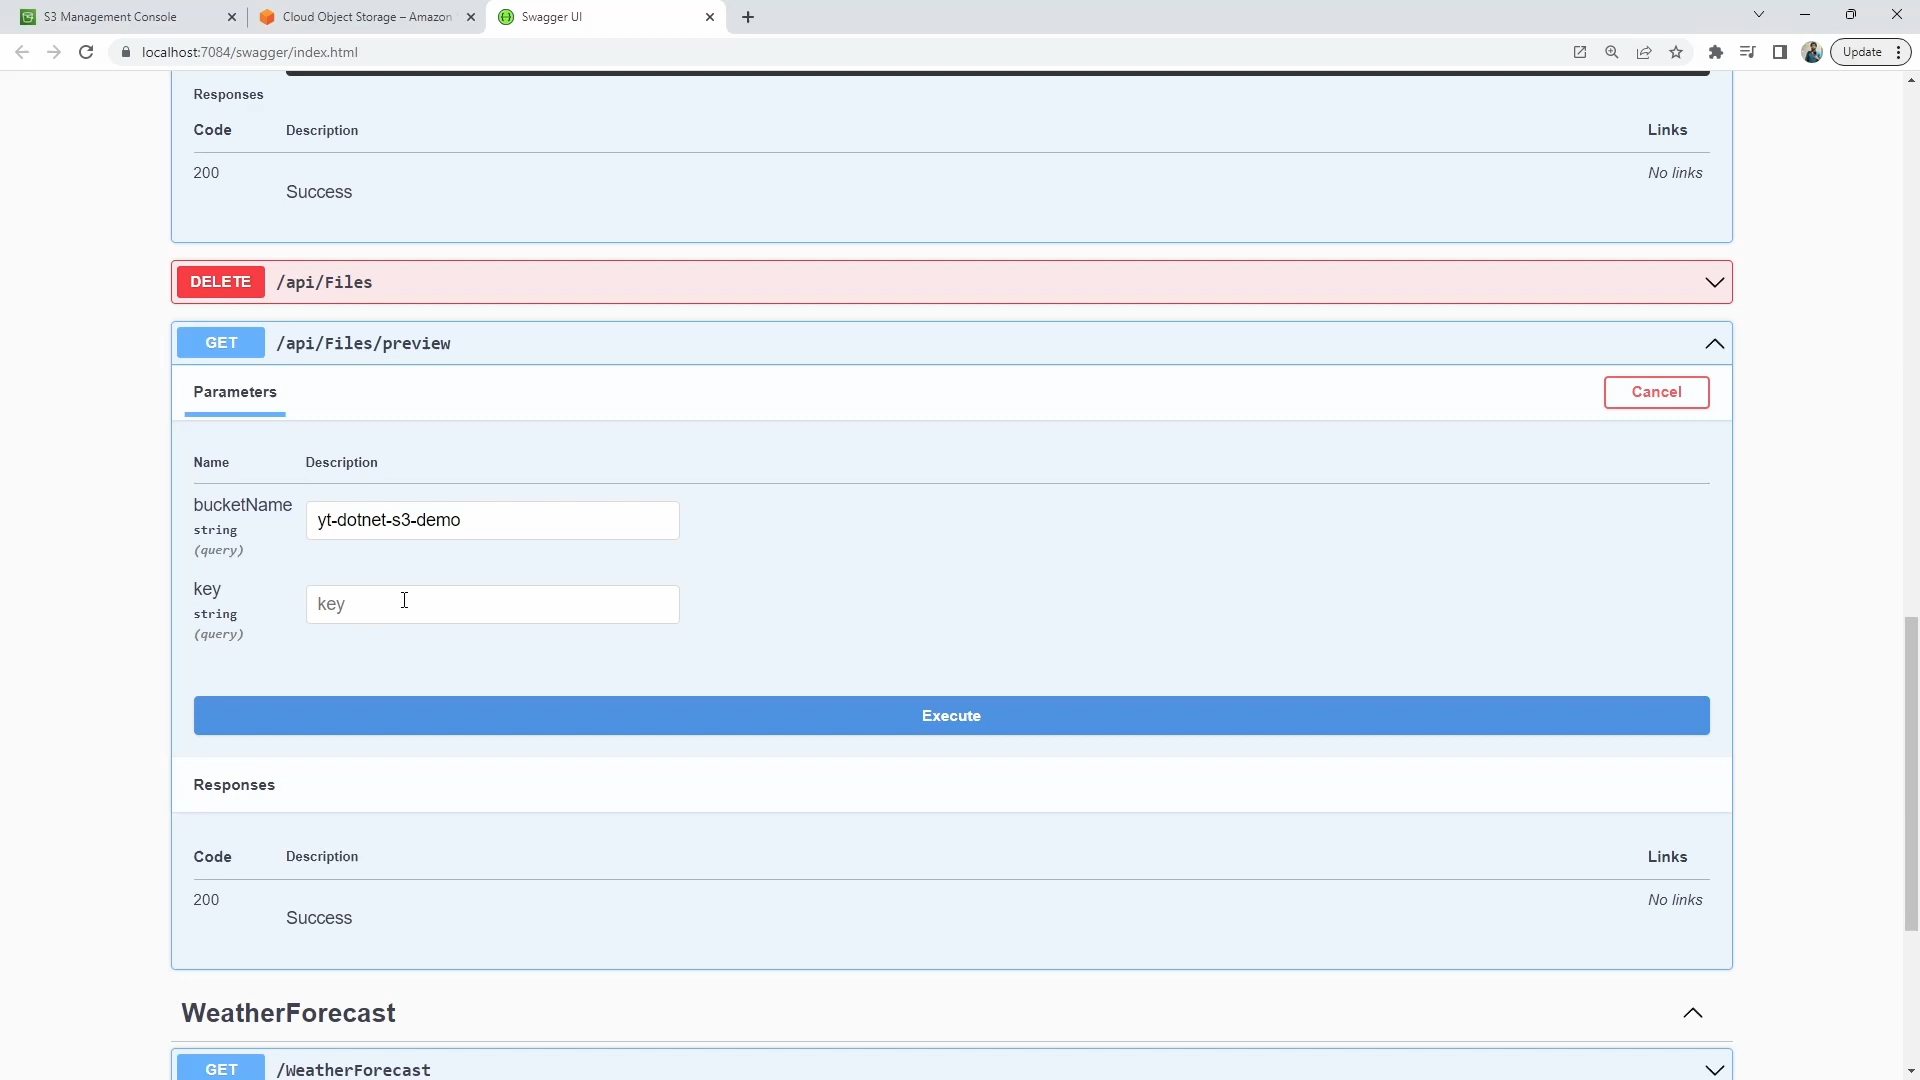 S3 Management Console
Cloud Object Storage – Amazon
Swagger UI
localhost:7084/swagger/index.html
Update
Responses
Code Description Links
200 No links
Success
DELETE /api/Files
GET /api/Files/preview
Parameters
Cancel
Name Description
bucketName
string
(query)
yt-dotnet-s3-demo
key
string
(query)
key
Execute
Responses
Code Description Links
200 No links
Success
WeatherForecast
GET /WeatherForecast